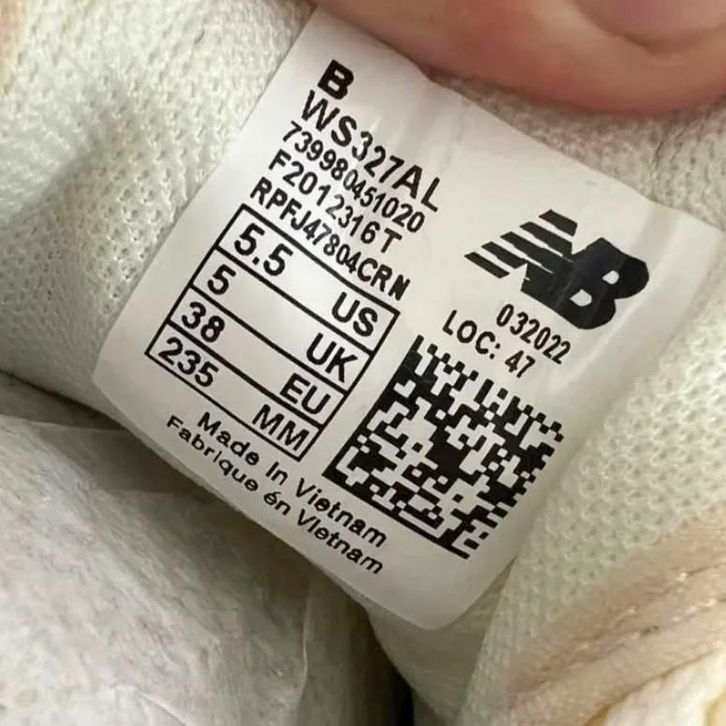 B
WS327AL
739980451020
F2012316T
RPFJ47804CRN
5.5 US
5 UK
38 EU
235 MM
Made In Vietnam
Fabrique én VIetnam
NB
032022
LOC: 47